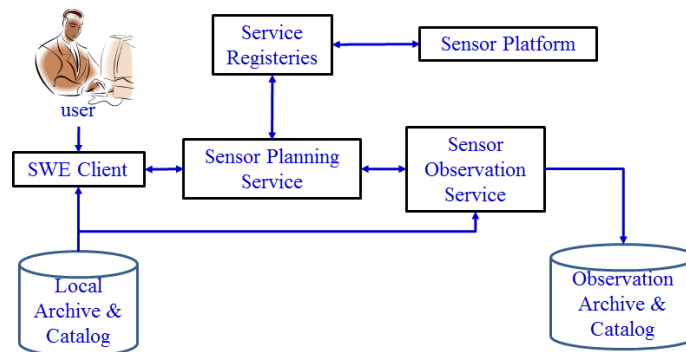 Service
Registeries
Sensor Platform
user
SWE Client
Sensor Planning
Service
Sensor
Observation
Service
Local
Archive &
Catalog
Observation
Archive &
Catalog